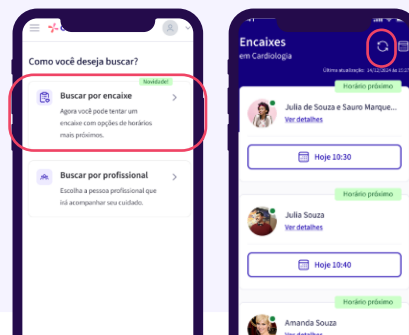 Como você deseja buscar?
Novidade!
Buscar por encaixe
Agora você pode tentar um
encaixe com opções de horários
mais próximos.
Buscar por profissional
Escolha a pessoa profissional que
irá acompanhar seu cuidado.
Encaixes
em Cardiologia
Última atualização: 14/12/2024 às 10:27
Horário próximo
Julia de Souza e Sauro Marque...
Ver detalhes
Hoje 10:30
Horário próximo
Julia Souza
Ver detalhes
Hoje 10:40
Horário próximo
Amanda Souza
Ver detalhes